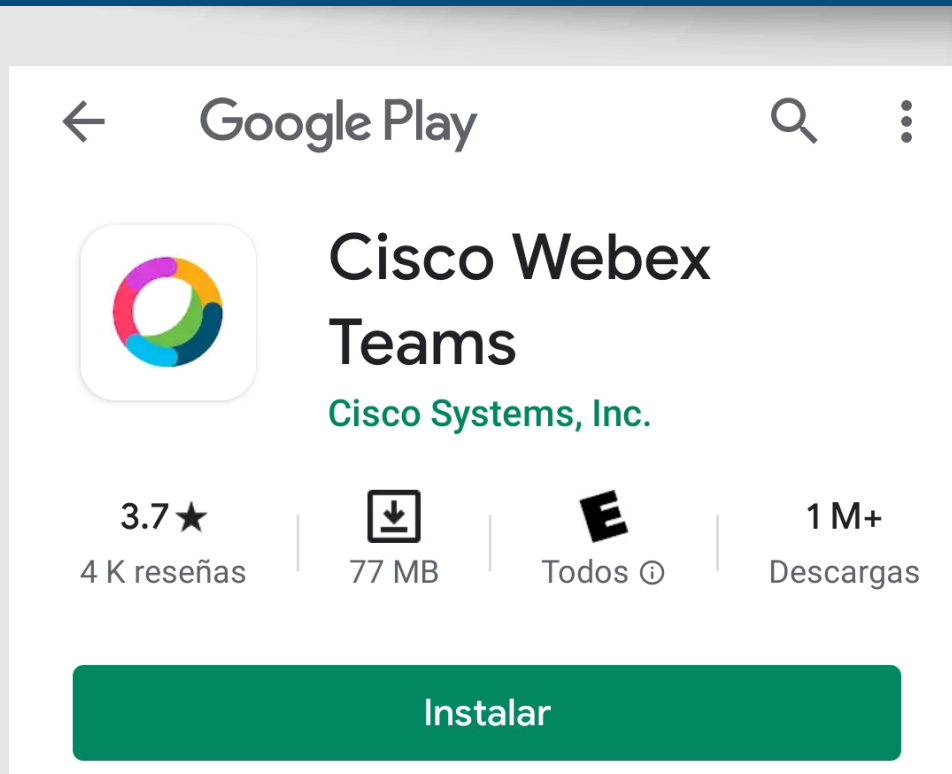 Google Play
Cisco Webex
Teams
Cisco Systems, Inc.
3.7★
E
1 M+
4 K reseñas
77 MB
Todos
Descargas
Instalar